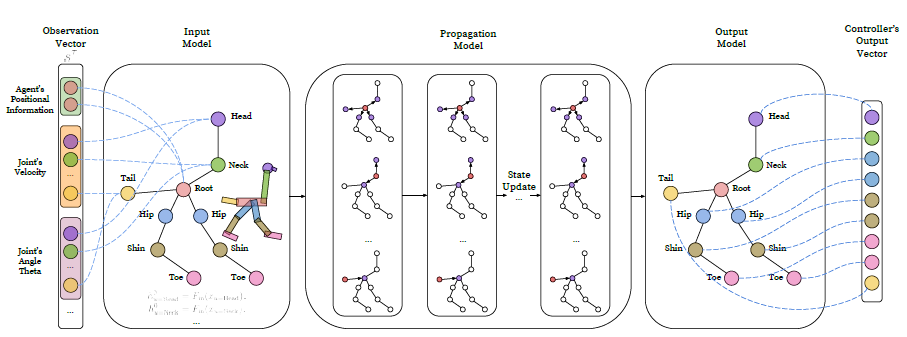 Observation
Vector
Input
Model
Propagation
Model
Output
Model
Controller's
Output
Vector
Agent's
Positional
Information
Joint's
Velocity
Joint's
Angle
Theta
...
...
...
Head
Neck
Tail
Root
Hip
Hip
Shin
Shin
Toe
Toe
...
State
Update
...
...
...
...
Head
Neck
Tail
Root
Hip
Hip
Shin
Shin
Toe
Toe